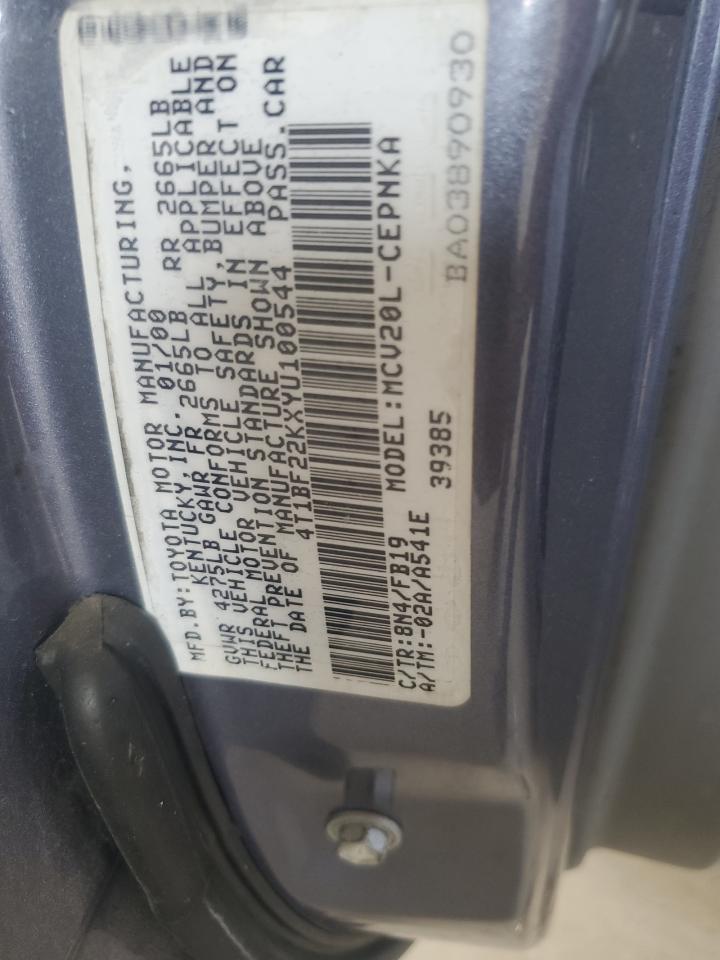 MFD.BY:TOYOTA MOTOR MANUFACTURING,
KENTUCKY, INC. 01/00
GVWR 4275LB GAWR FR 2665LB RR 2665LB
THIS VEHICLE CONFORMS TO ALL APPLICABLE
FEDERAL MOTOR VEHICLE SAFETY, BUMPER AND
THEFT PREVENTION STANDARDS IN EFFECT ON
THE DATE OF MANUFACTURE SHOWN ABOVE
4T1BF22KXYU100544 PASS.CAR
MODEL:MCV20L-CEPNKA
C/TR:8N4/FB19
A/TM:-02A/A541E 39385
BA03890930